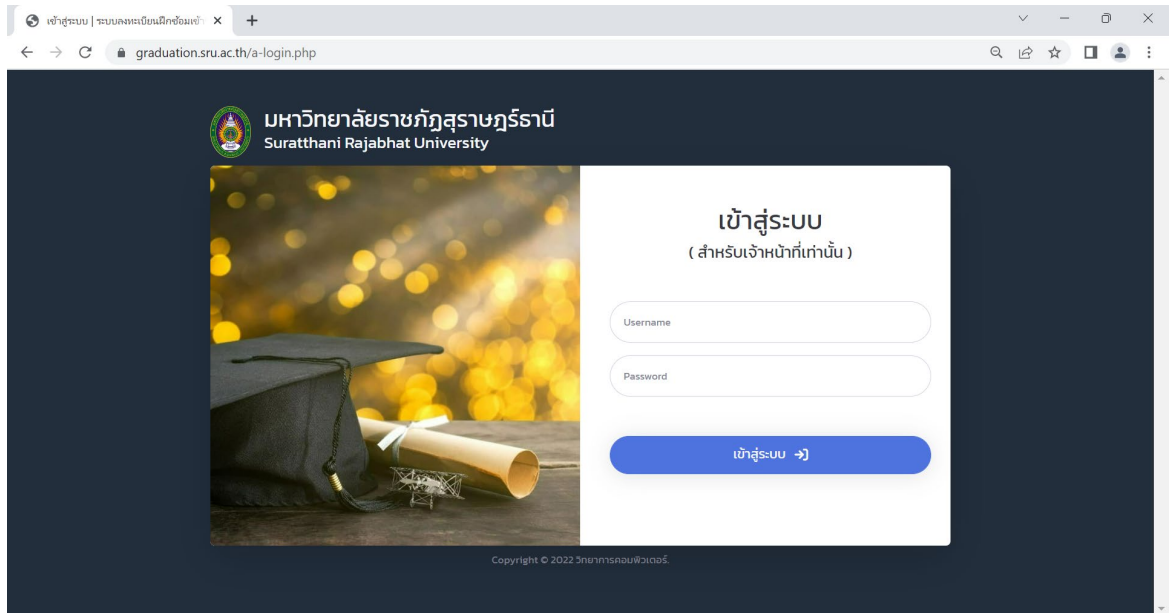 เข้าสู่ระบบ | ระบบลงทะเบียนฝึกซ้อมเข้า
graduation.sru.ac.th/a-login.php
มหาวิทยาลัยราชภัฏสุราษฎร์ธานี
Suratthani Rajabhat University
เข้าสู่ระบบ
( สำหรับเจ้าหน้าที่เท่านั้น )
Username
Password
เข้าสู่ระบบ
Copyright © 2022 วิทยาการคอมพิวเตอร์.